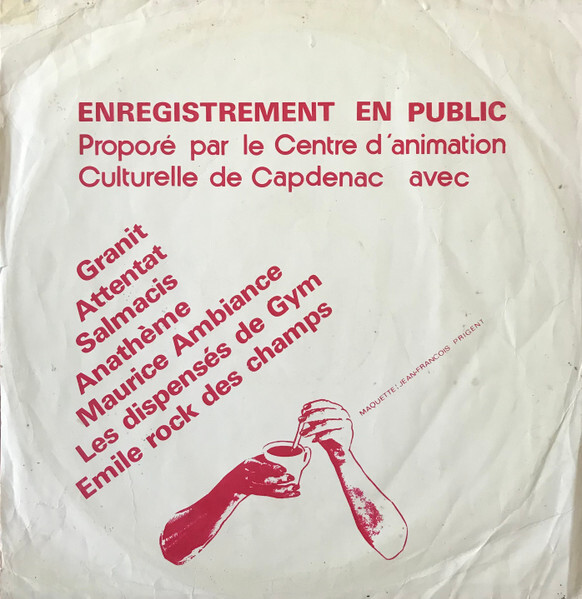 ENREGISTREMENT EN PUBLIC
Proposé par le Centre d'animation
Culturelle de Capdenac avec
Granit
Attentat
Salmacis
Anathème
Maurice Ambiance
Les dispensés de Gym
Emile rock des champs
MAQUETTE: JEAN-FRANCOIS PRIGENT